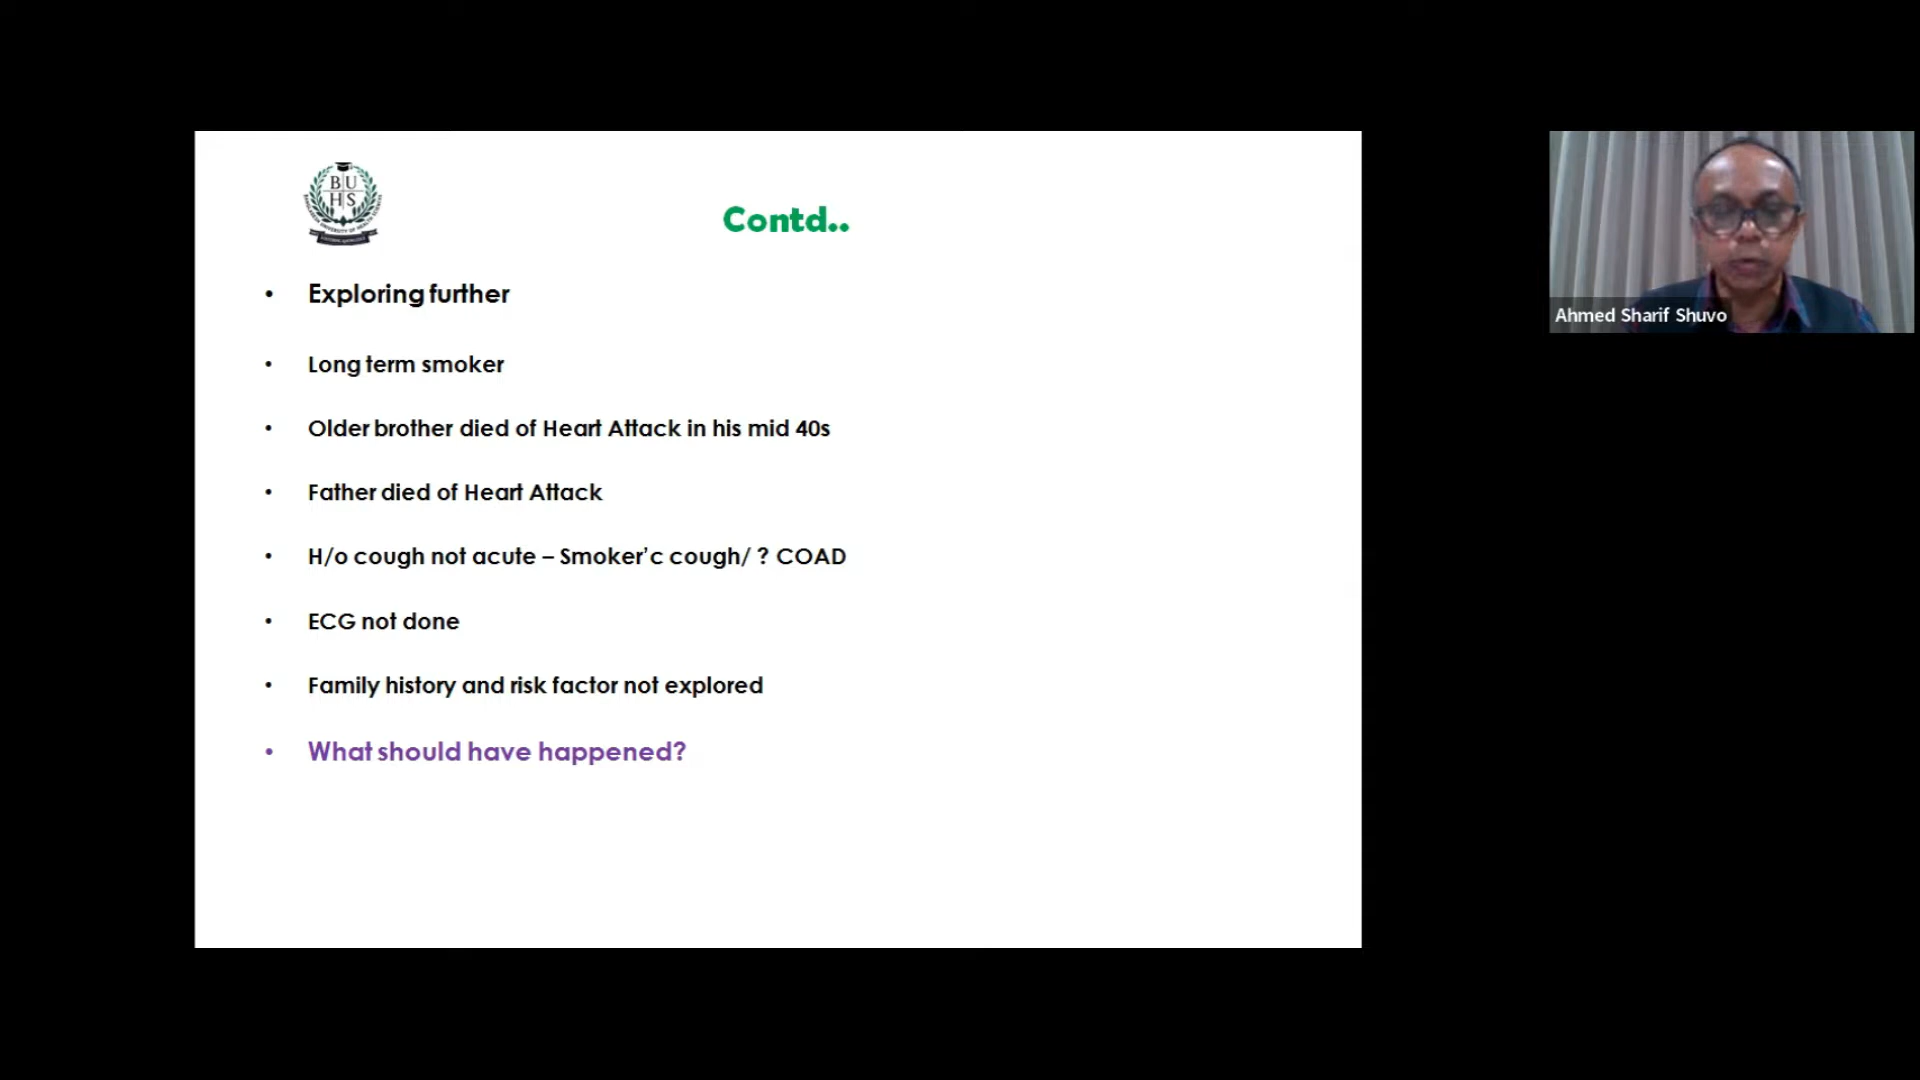 BU
HS
Contd..
• Exploring further
• Long term smoker
• Older brother died of Heart Attack in his mid 40s
• Father died of Heart Attack
• H/o cough not acute – Smoker’c cough/ ? COAD
• ECG not done
• Family history and risk factor not explored
• What should have happened?
Ahmed Sharif Shuvo